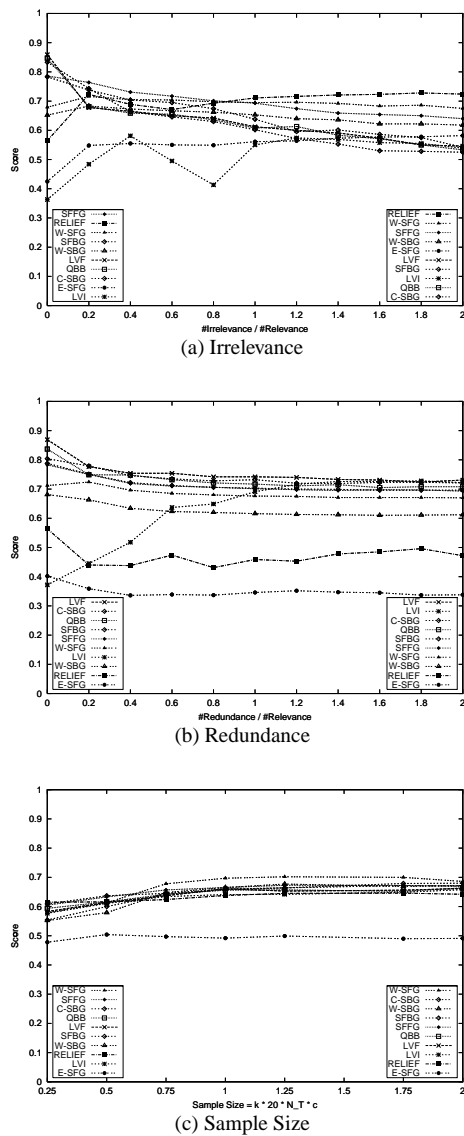 1
0.9
0.8
0.7
0.6
0.5
0.4
0.3
0.2
0.1
0
Score
SFFG
RELIEF
W-SFG
SFBG
W-SBG
LVF
QBB
C-SBG
E-SFG
LVI
RELIEF
W-SFG
SFFG
W-SBG
E-SFG
LVF
SFBG
LVI
QBB
C-SBG
0 0.2 0.4 0.6 0.8 1 1.2 1.4 1.6 1.8 2
#Irrelevance / #Relevance
(a) Irrelevance
1
0.9
0.8
0.7
0.6
0.5
0.4
0.3
0.2
0.1
0
Score
LVF
C-SBG
QBB
SFBG
SFFG
W-SFG
LVI
W-SBG
RELIEF
E-SFG
LVF
LVI
C-SBG
QBB
SFBG
SFFG
W-SFG
W-SBG
RELIEF
E-SFG
0 0.2 0.4 0.6 0.8 1 1.2 1.4 1.6 1.8 2
#Redundance / #Relevance
(b) Redundance
1
0.9
0.8
0.7
0.6
0.5
0.4
0.3
0.2
0.1
0
Score
W-SFG
SFFG
C-SBG
QBB
LVF
SFBG
W-SBG
RELIEF
LVI
E-SFG
W-SFG
C-SBG
W-SBG
SFBG
SFFG
QBB
LVF
LVI
RELIEF
E-SFG
0.25 0.5 0.75 1 1.25 1.75 2
Sample Size = k * 20 * N_T * c
(c) Sample Size